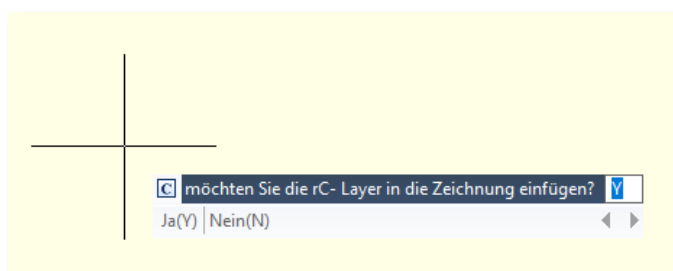 C möchten Sie die rC- Layer in die Zeichnung einfügen? Y
Ja(Y) Nein(N)